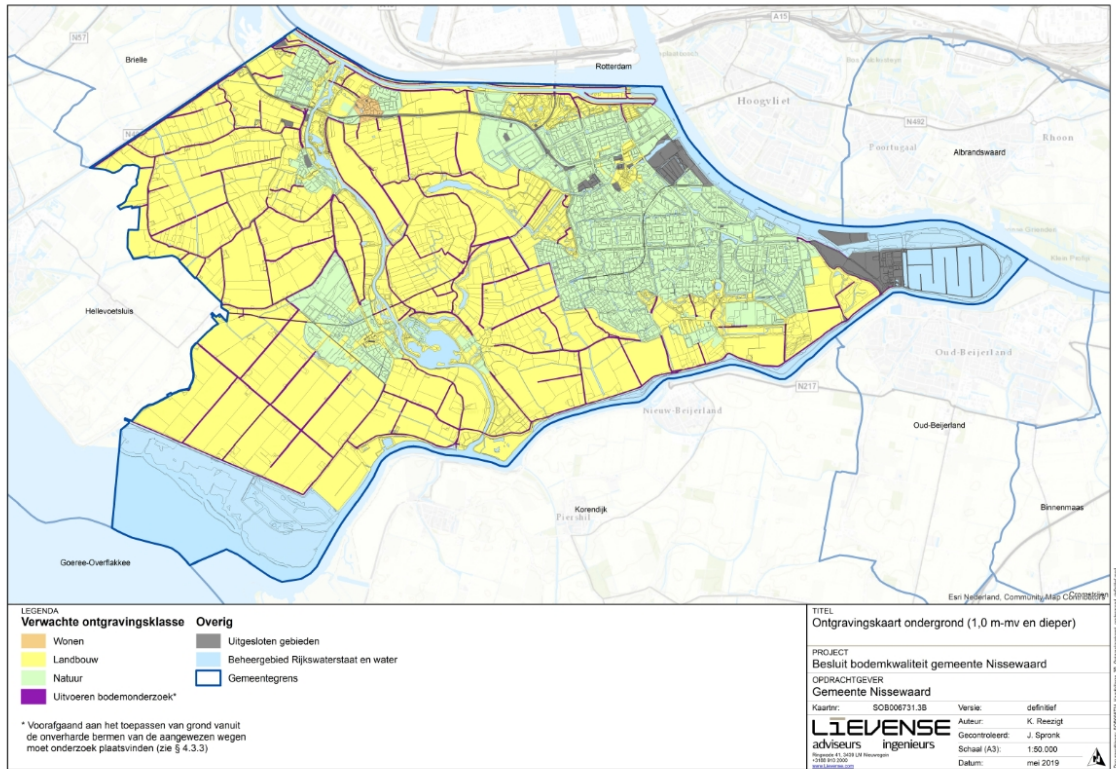 A15
N57
Brielle
Rotterdam
Hoogvliet
N492
Rhoon
Poortugaal
Albrandswaard
Hellevoetsluis
Oud-Beijerland
N217
Nieuw-Beijerland
Oud-Beijerland
Korendijk
Piershil
Binnenmaas
Goeree-Overflakkee
Esri Nederland, Community Map Contributors
LEGENDA
Verwachte ontgravingsklasse
Wonen
Landbouw
Natuur
Uitvoeren bodemonderzoek*
Overig
Uitgesloten gebieden
Beheergebied Rijkswaterstaat en water
Gemeentegrens
* Voorafgaand aan het toepassen van grond vanuit
de onverharde bermen van de aangewezen wegen
moet onderzoek plaatsvinden (zie § 4.3.3)
TITEL
Ontgravingskaart ondergrond (1,0 m-mv en dieper)
PROJECT
Besluit bodemkwaliteit gemeente Nissewaard
OPDRACHTGEVER
Gemeente Nissewaard
Kaartnr: SOB006731.3B
Versie: definitief
LIEVENSE
adviseurs ingenieurs
Auteur: K. Reezigt
Gecontroleerd: J. Spronk
Schaal (A3): 1:50.000
Datum: mei 2019
www.Lievense.com